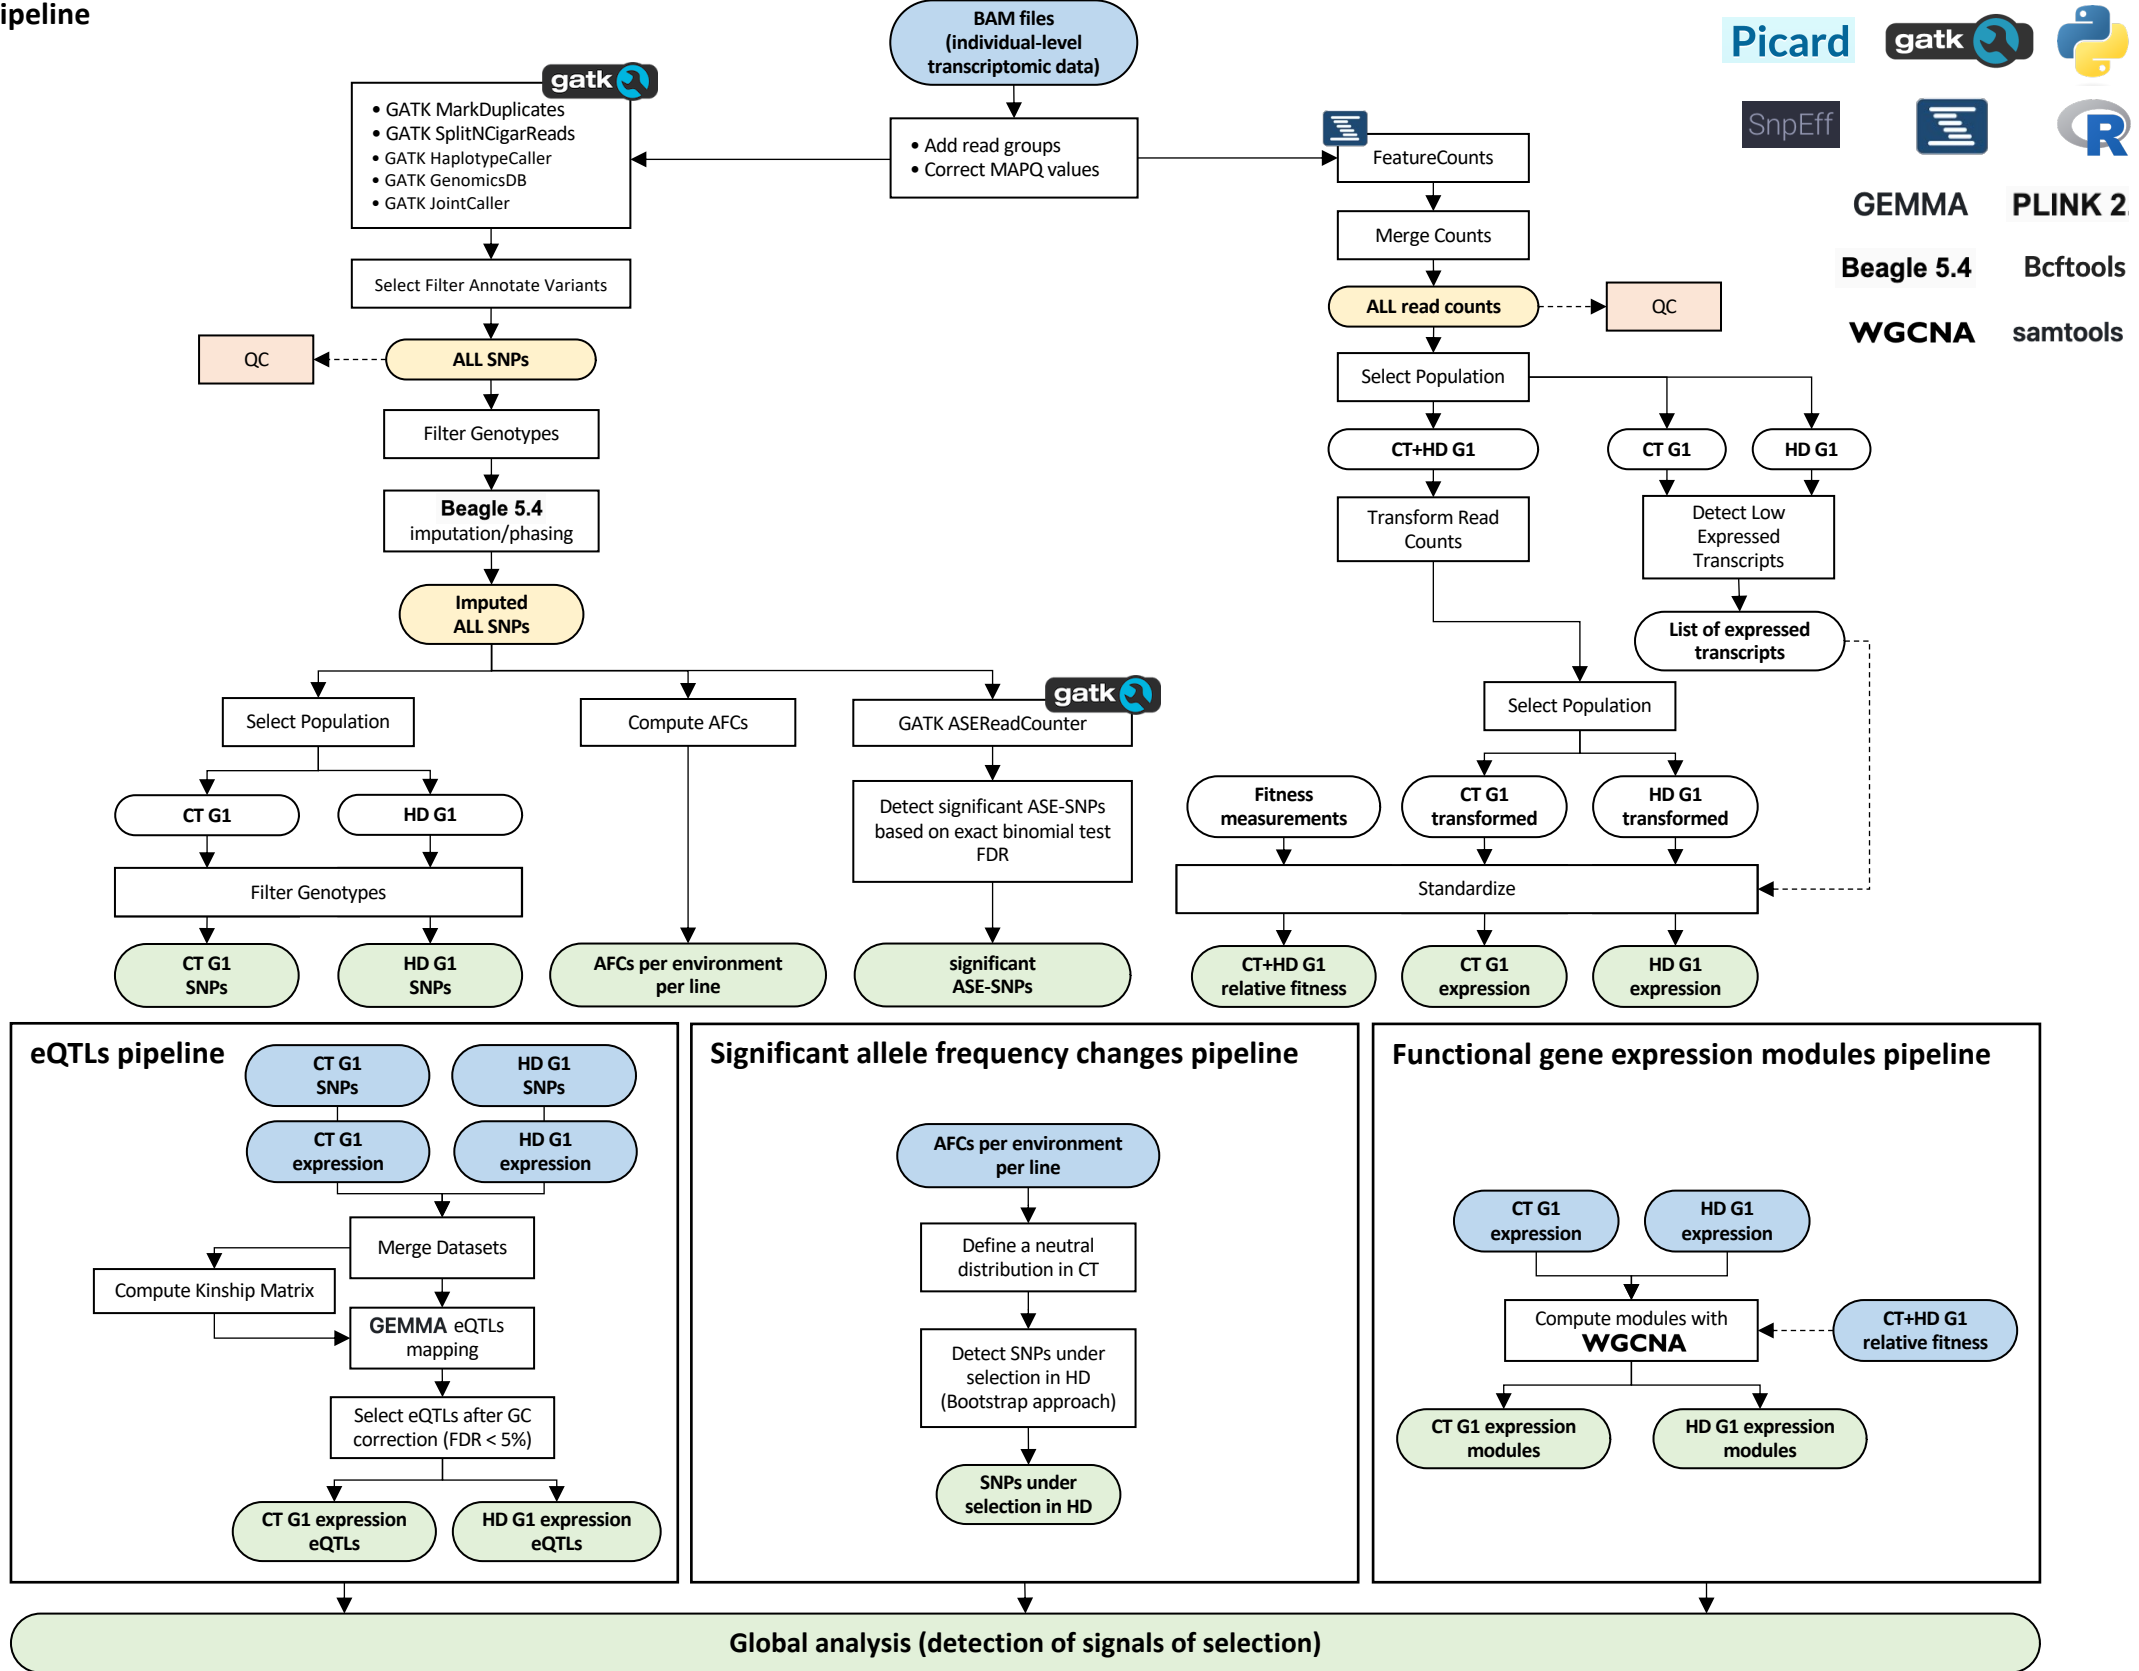 ipeline
BAM files
(individual-level
transcriptomic data)
Picard
gatk
SnpEff
R
GEMMA
PLINK 2.
Beagle 5.4
Bcftools
WGCNA
samtools
gatk
• GATK MarkDuplicates
• GATK SplitNCigarReads
• GATK HaplotypeCaller
• GATK GenomicsDB
• GATK JointCaller
• Add read groups
• Correct MAPQ values
FeatureCounts
Merge Counts
Select Filter Annotate Variants
ALL read counts
QC
QC
ALL SNPs
Select Population
Filter Genotypes
CT+HD G1
CT G1
HD G1
Beagle 5.4
imputation/phasing
Transform Read
Counts
Detect Low
Expressed
Transcripts
Imputed
ALL SNPs
List of expressed
transcripts
Select Population
Compute AFCs
gatk
GATK ASEReadCounter
Select Population
CT G1
HD G1
Detect significant ASE-SNPs
based on exact binomial test
FDR
Fitness
measurements
CT G1
transformed
HD G1
transformed
Filter Genotypes
Standardize
CT G1
SNPs
HD G1
SNPs
AFCs per environment
per line
significant
ASE-SNPs
CT+HD G1
relative fitness
CT G1
expression
HD G1
expression
eQTLs pipeline
CT G1
SNPs
HD G1
SNPs
CT G1
expression
HD G1
expression
Merge Datasets
Compute Kinship Matrix
GEMMA eQTLs
mapping
Select eQTLs after GC
correction (FDR < 5%)
CT G1 expression
eQTLs
HD G1 expression
eQTLs
Significant allele frequency changes pipeline
AFCs per environment
per line
Define a neutral
distribution in CT
Detect SNPs under
selection in HD
(Bootstrap approach)
SNPs under
selection in HD
Functional gene expression modules pipeline
CT G1
expression
HD G1
expression
Compute modules with
WGCNA
CT+HD G1
relative fitness
CT G1 expression
modules
HD G1 expression
modules
Global analysis (detection of signals of selection)